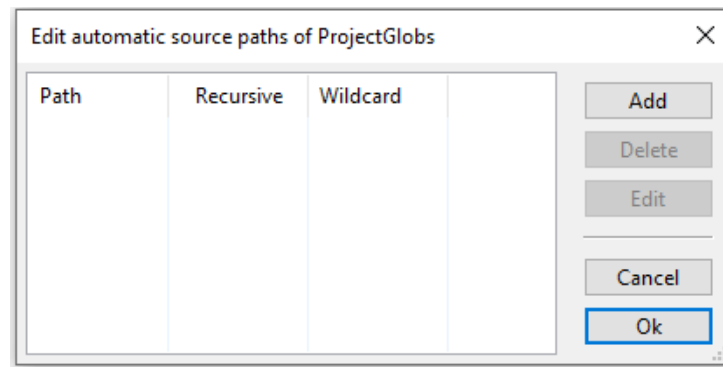 Edit automatic source paths of ProjectGlobs
Path Recursive Wildcard
Add
Delete
Edit
Cancel
Ok